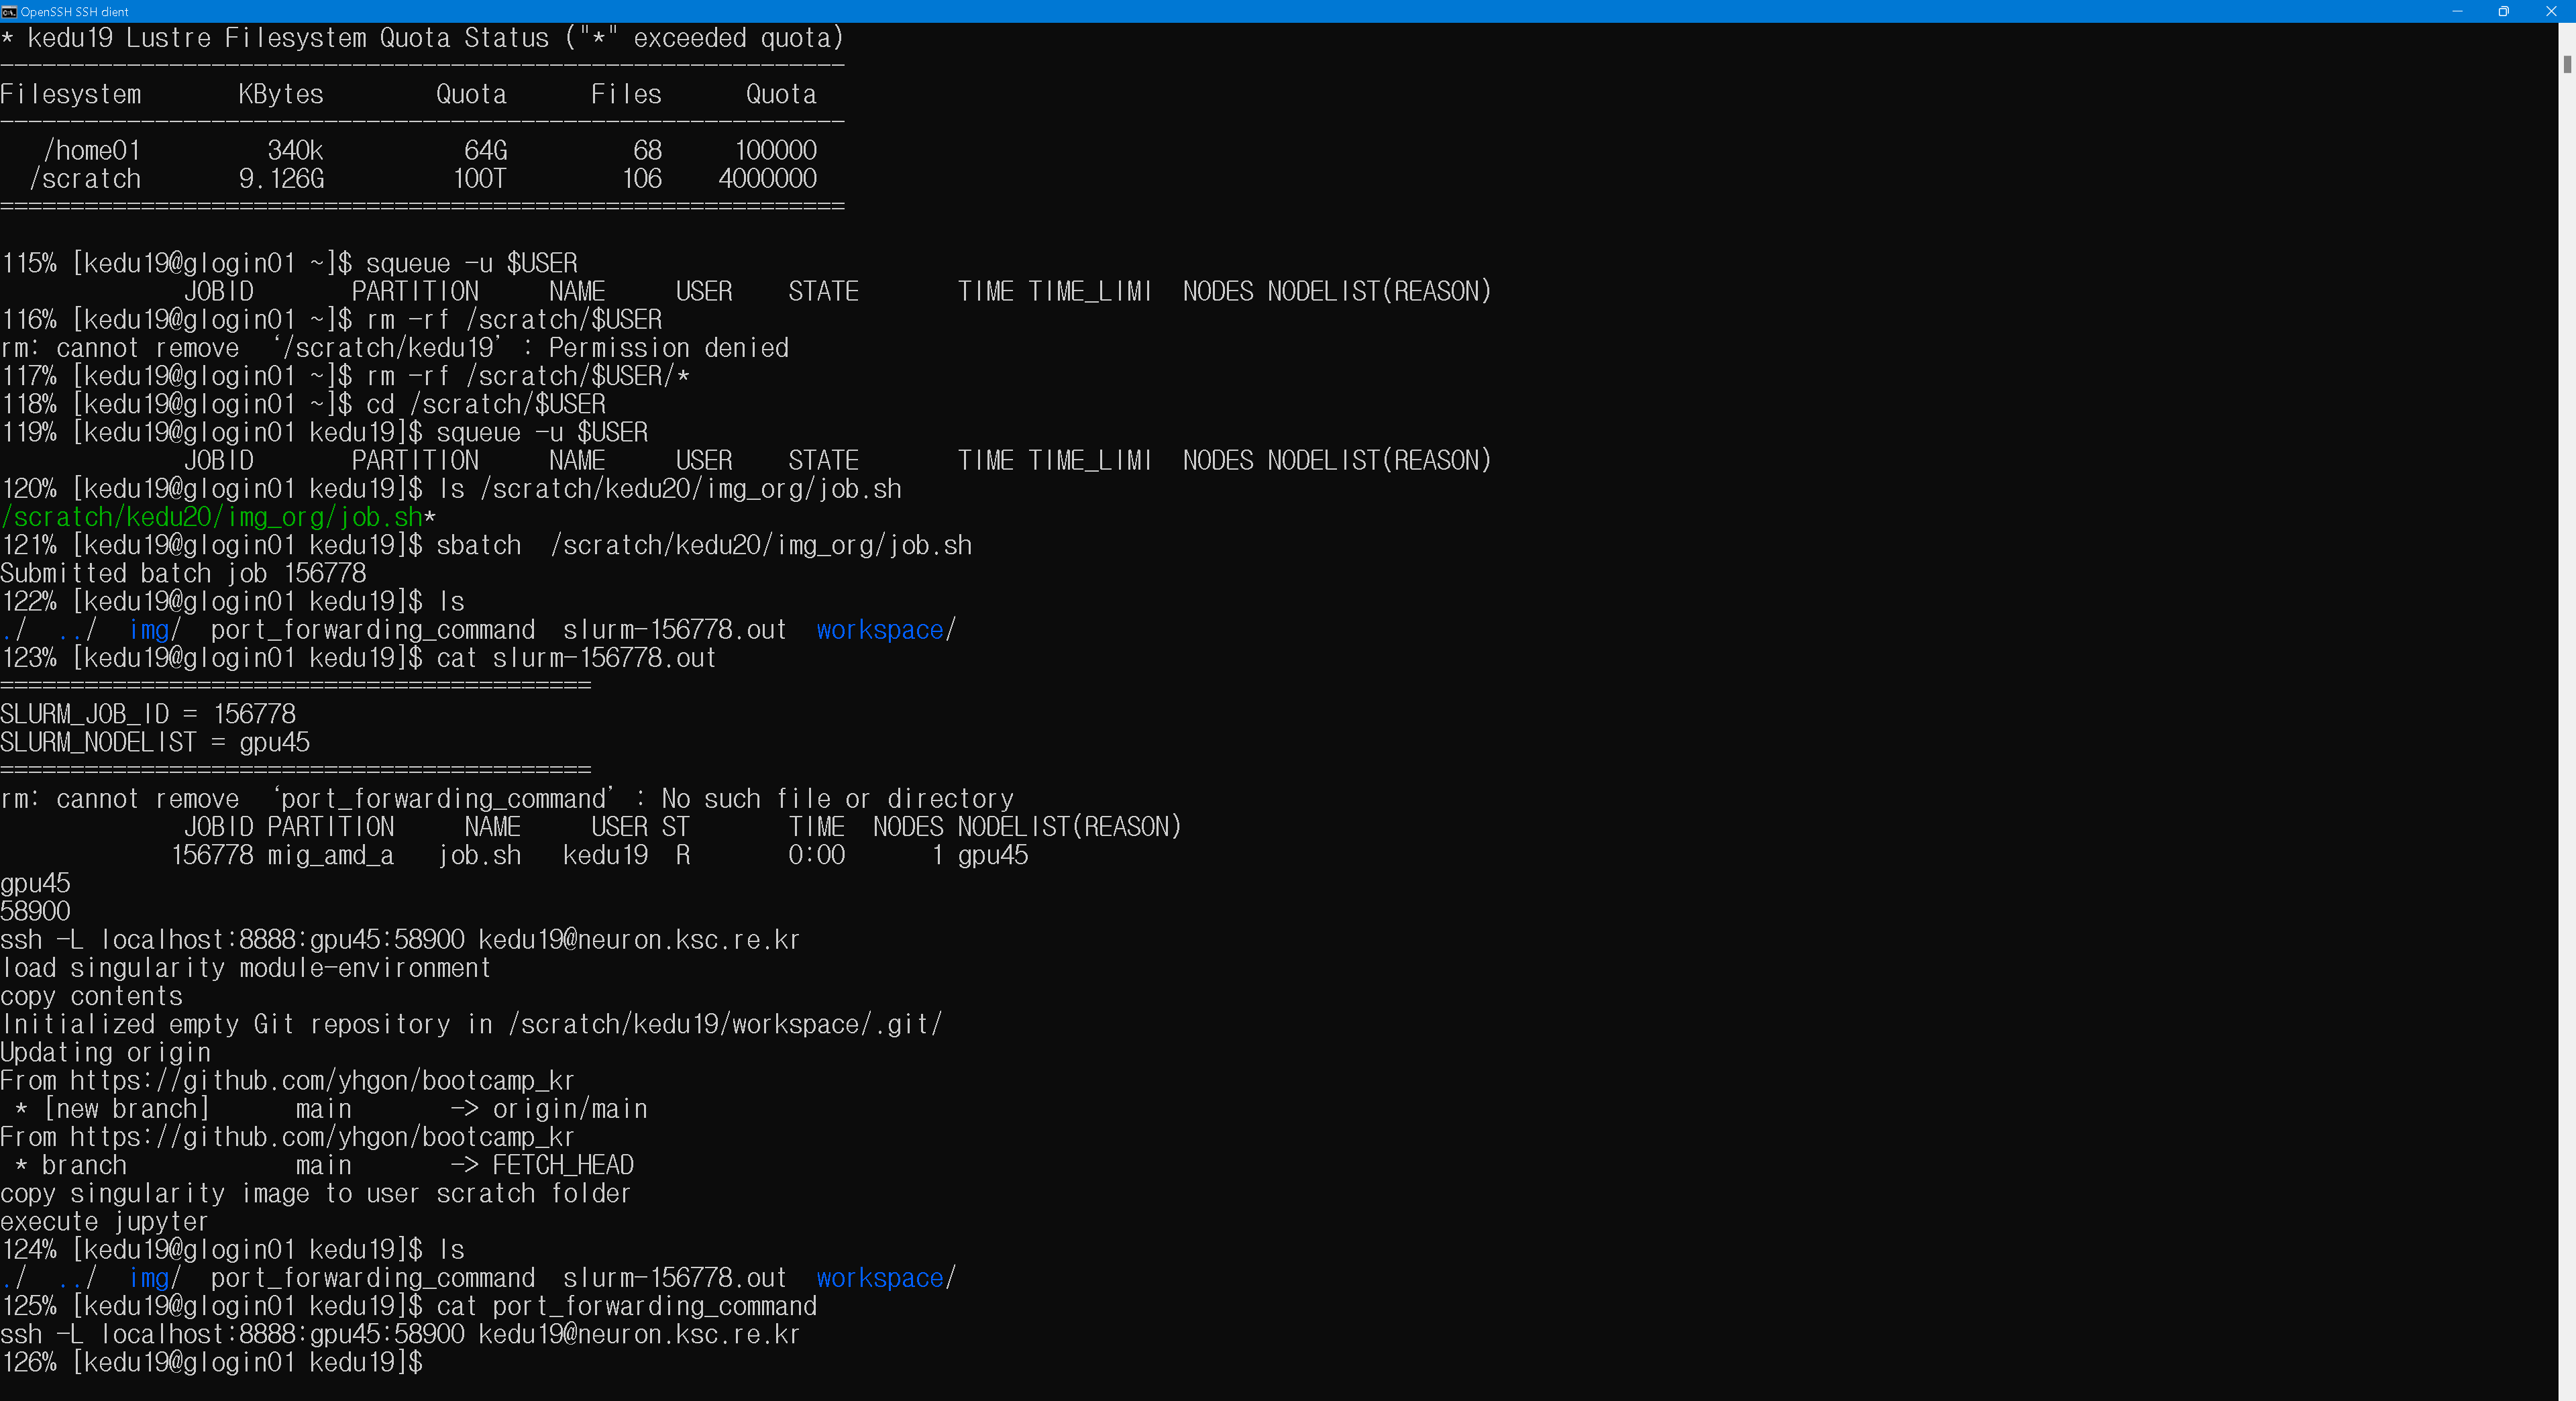 OpenSSH SSH client
* kedu19 Lustre Filesystem Quota Status ("*" exceeded quota)
------------------------------------------------------------
Filesystem       KBytes        Quota      Files      Quota
------------------------------------------------------------
   /home01         340k          64G         68     100000
  /scratch       9.126G         100T        106    4000000
============================================================
115% [kedu19@glogin01 ~]$ squeue -u $USER
             JOBID       PARTITION     NAME     USER    STATE       TIME TIME_LIMI  NODES NODELIST(REASON)
116% [kedu19@glogin01 ~]$ rm -rf /scratch/$USER
rm: cannot remove ‘/scratch/kedu19’: Permission denied
117% [kedu19@glogin01 ~]$ rm -rf /scratch/$USER/*
118% [kedu19@glogin01 ~]$ cd /scratch/$USER
119% [kedu19@glogin01 kedu19]$ squeue -u $USER
             JOBID       PARTITION     NAME     USER    STATE       TIME TIME_LIMI  NODES NODELIST(REASON)
120% [kedu19@glogin01 kedu19]$ ls /scratch/kedu20/img_org/job.sh
/scratch/kedu20/img_org/job.sh*
121% [kedu19@glogin01 kedu19]$ sbatch  /scratch/kedu20/img_org/job.sh
Submitted batch job 156778
122% [kedu19@glogin01 kedu19]$ ls
./  ../  img/  port_forwarding_command  slurm-156778.out  workspace/
123% [kedu19@glogin01 kedu19]$ cat slurm-156778.out
==========================================
SLURM_JOB_ID = 156778
SLURM_NODELIST = gpu45
==========================================
rm: cannot remove ‘port_forwarding_command’: No such file or directory
             JOBID PARTITION     NAME     USER ST       TIME  NODES NODELIST(REASON)
            156778 mig_amd_a   job.sh   kedu19  R       0:00      1 gpu45
gpu45
58900
ssh -L localhost:8888:gpu45:58900 kedu19@neuron.ksc.re.kr
load singularity module-environment
copy contents
Initialized empty Git repository in /scratch/kedu19/workspace/.git/
Updating origin
From https://github.com/yhgon/bootcamp_kr
 * [new branch]      main       -> origin/main
From https://github.com/yhgon/bootcamp_kr
 * branch            main       -> FETCH_HEAD
copy singularity image to user scratch folder
execute jupyter
124% [kedu19@glogin01 kedu19]$ ls
./  ../  img/  port_forwarding_command  slurm-156778.out  workspace/
125% [kedu19@glogin01 kedu19]$ cat port_forwarding_command
ssh -L localhost:8888:gpu45:58900 kedu19@neuron.ksc.re.kr
126% [kedu19@glogin01 kedu19]$